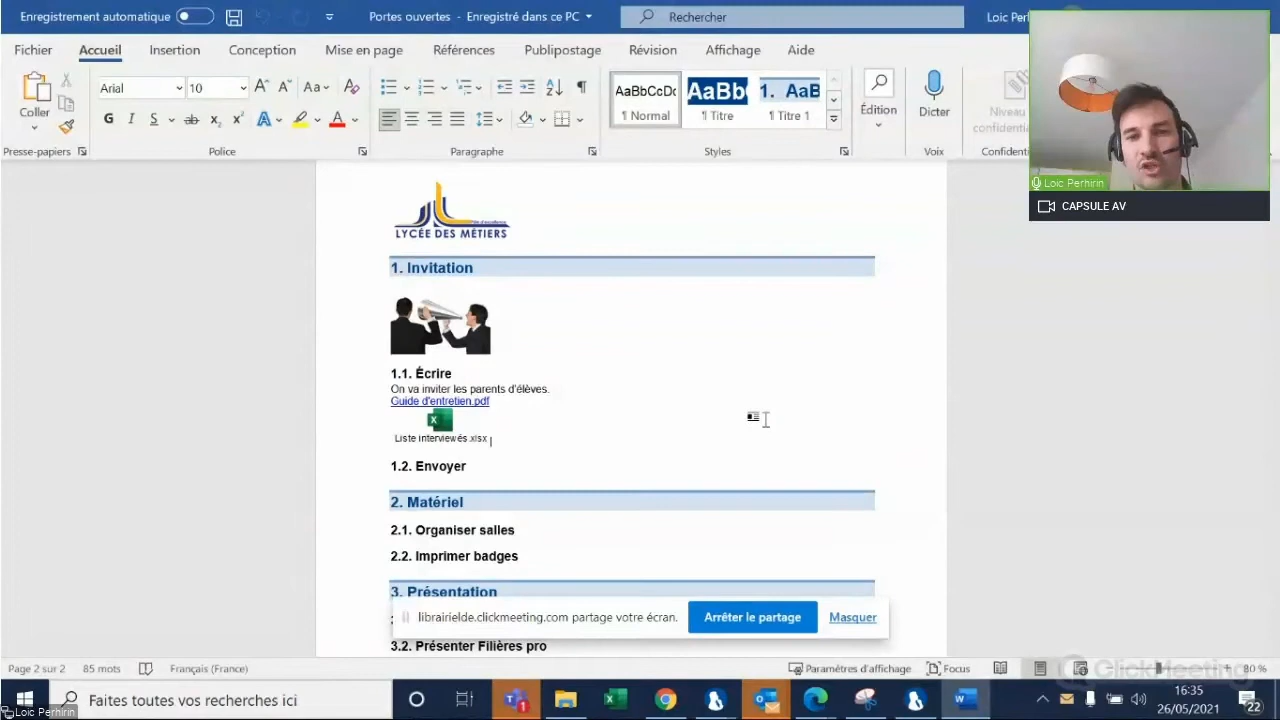 Enregistrement automatique
Portes ouvertes - Enregistré dans ce PC
Rechercher
Loic Perh
Fichier Accueil Insertion Conception Mise en page Références Publipostage Révision Affichage Aide
Coller
Arial 10
Aa
G I S ab x² 
AaBbCcDc AaBb 1. AaB
¶ Normal ¶ Titre ¶ Titre 1
Édition
Dicter
Niveau
confidenti
Presse-papiers Police Paragraphe Styles Voix Confident
Loic Perhirin
CAPSULE AV
LYCÉE DES MÉTIERS
1. Invitation
1.1. Écrire
On va inviter les parents d'élèves.
Guide d'entretien.pdf
Liste interviewés.xlsx
1.2. Envoyer
2. Matériel
2.1. Organiser salles
2.2. Imprimer badges
3. Présentation
librairielde.clickmeeting.com partage votre écran.
Arrêter le partage
Masquer
3.2. Présenter Filières pro
Page 2 sur 2 85 mots Français (France) Paramètres d'affichage Focus 80 %
ClickMeeting
Faites toutes vos recherches ici
16:35
26/05/2021
22
Loic Perhirin